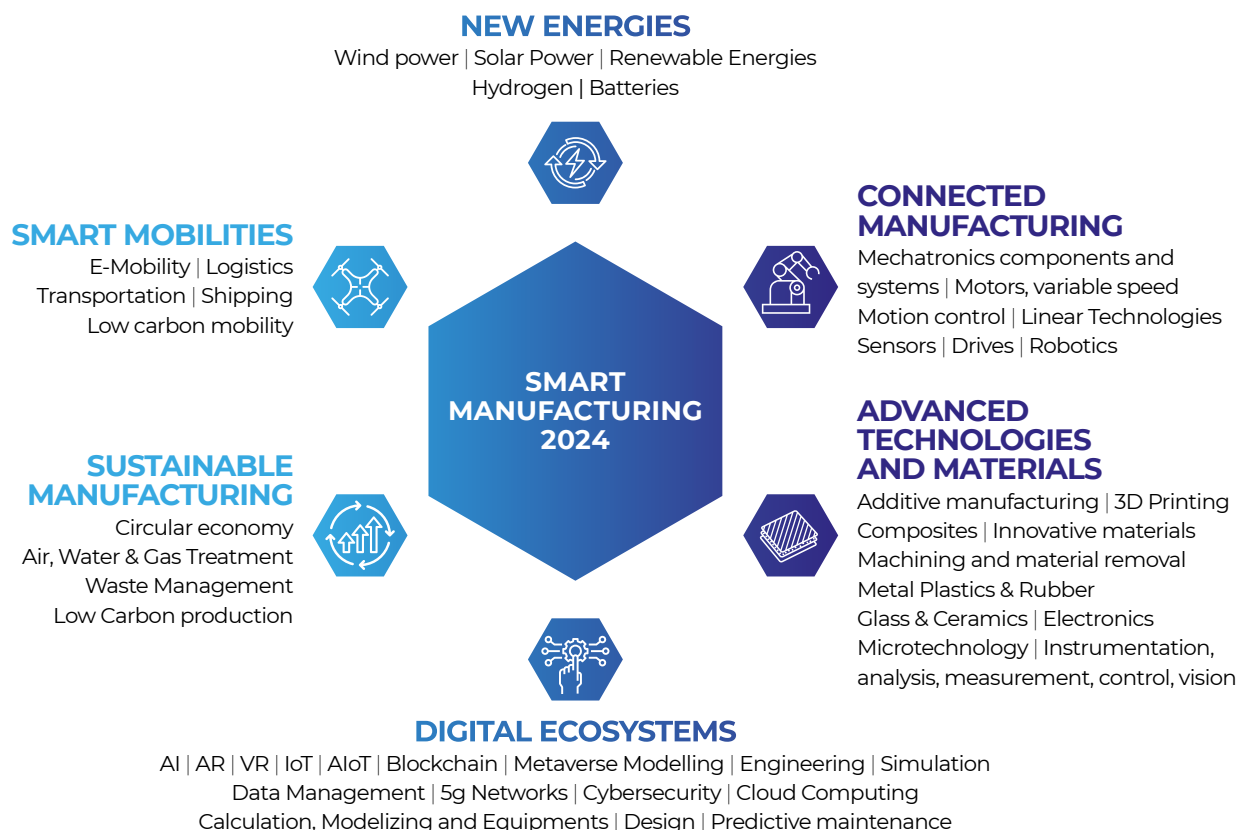 NEW ENERGIES
Wind power | Solar Power | Renewable Energies
Hydrogen | Batteries
SMART MOBILITIES
E-Mobility | Logistics
Transportation | Shipping
Low carbon mobility
CONNECTED
MANUFACTURING
Mechatronics components and
systems | Motors, variable speed
Motion control | Linear Technologies
Sensors | Drives | Robotics
SMART
MANUFACTURING
2024
SUSTAINABLE
MANUFACTURING
Circular economy
Air, Water & Gas Treatment
Waste Management
Low Carbon production
ADVANCED
TECHNOLOGIES
AND MATERIALS
Additive manufacturing | 3D Printing
Composites | Innovative materials
Machining and material removal
Metal Plastics & Rubber
Glass & Ceramics | Electronics
Microtechnology | Instrumentation,
analysis, measurement, control, vision
DIGITAL ECOSYSTEMS
AI | AR | VR | IoT | AIoT | Blockchain | Metaverse Modelling | Engineering | Simulation
Data Management | 5g Networks | Cybersecurity | Cloud Computing
Calculation, Modelizing and Equipments | Design | Predictive maintenance